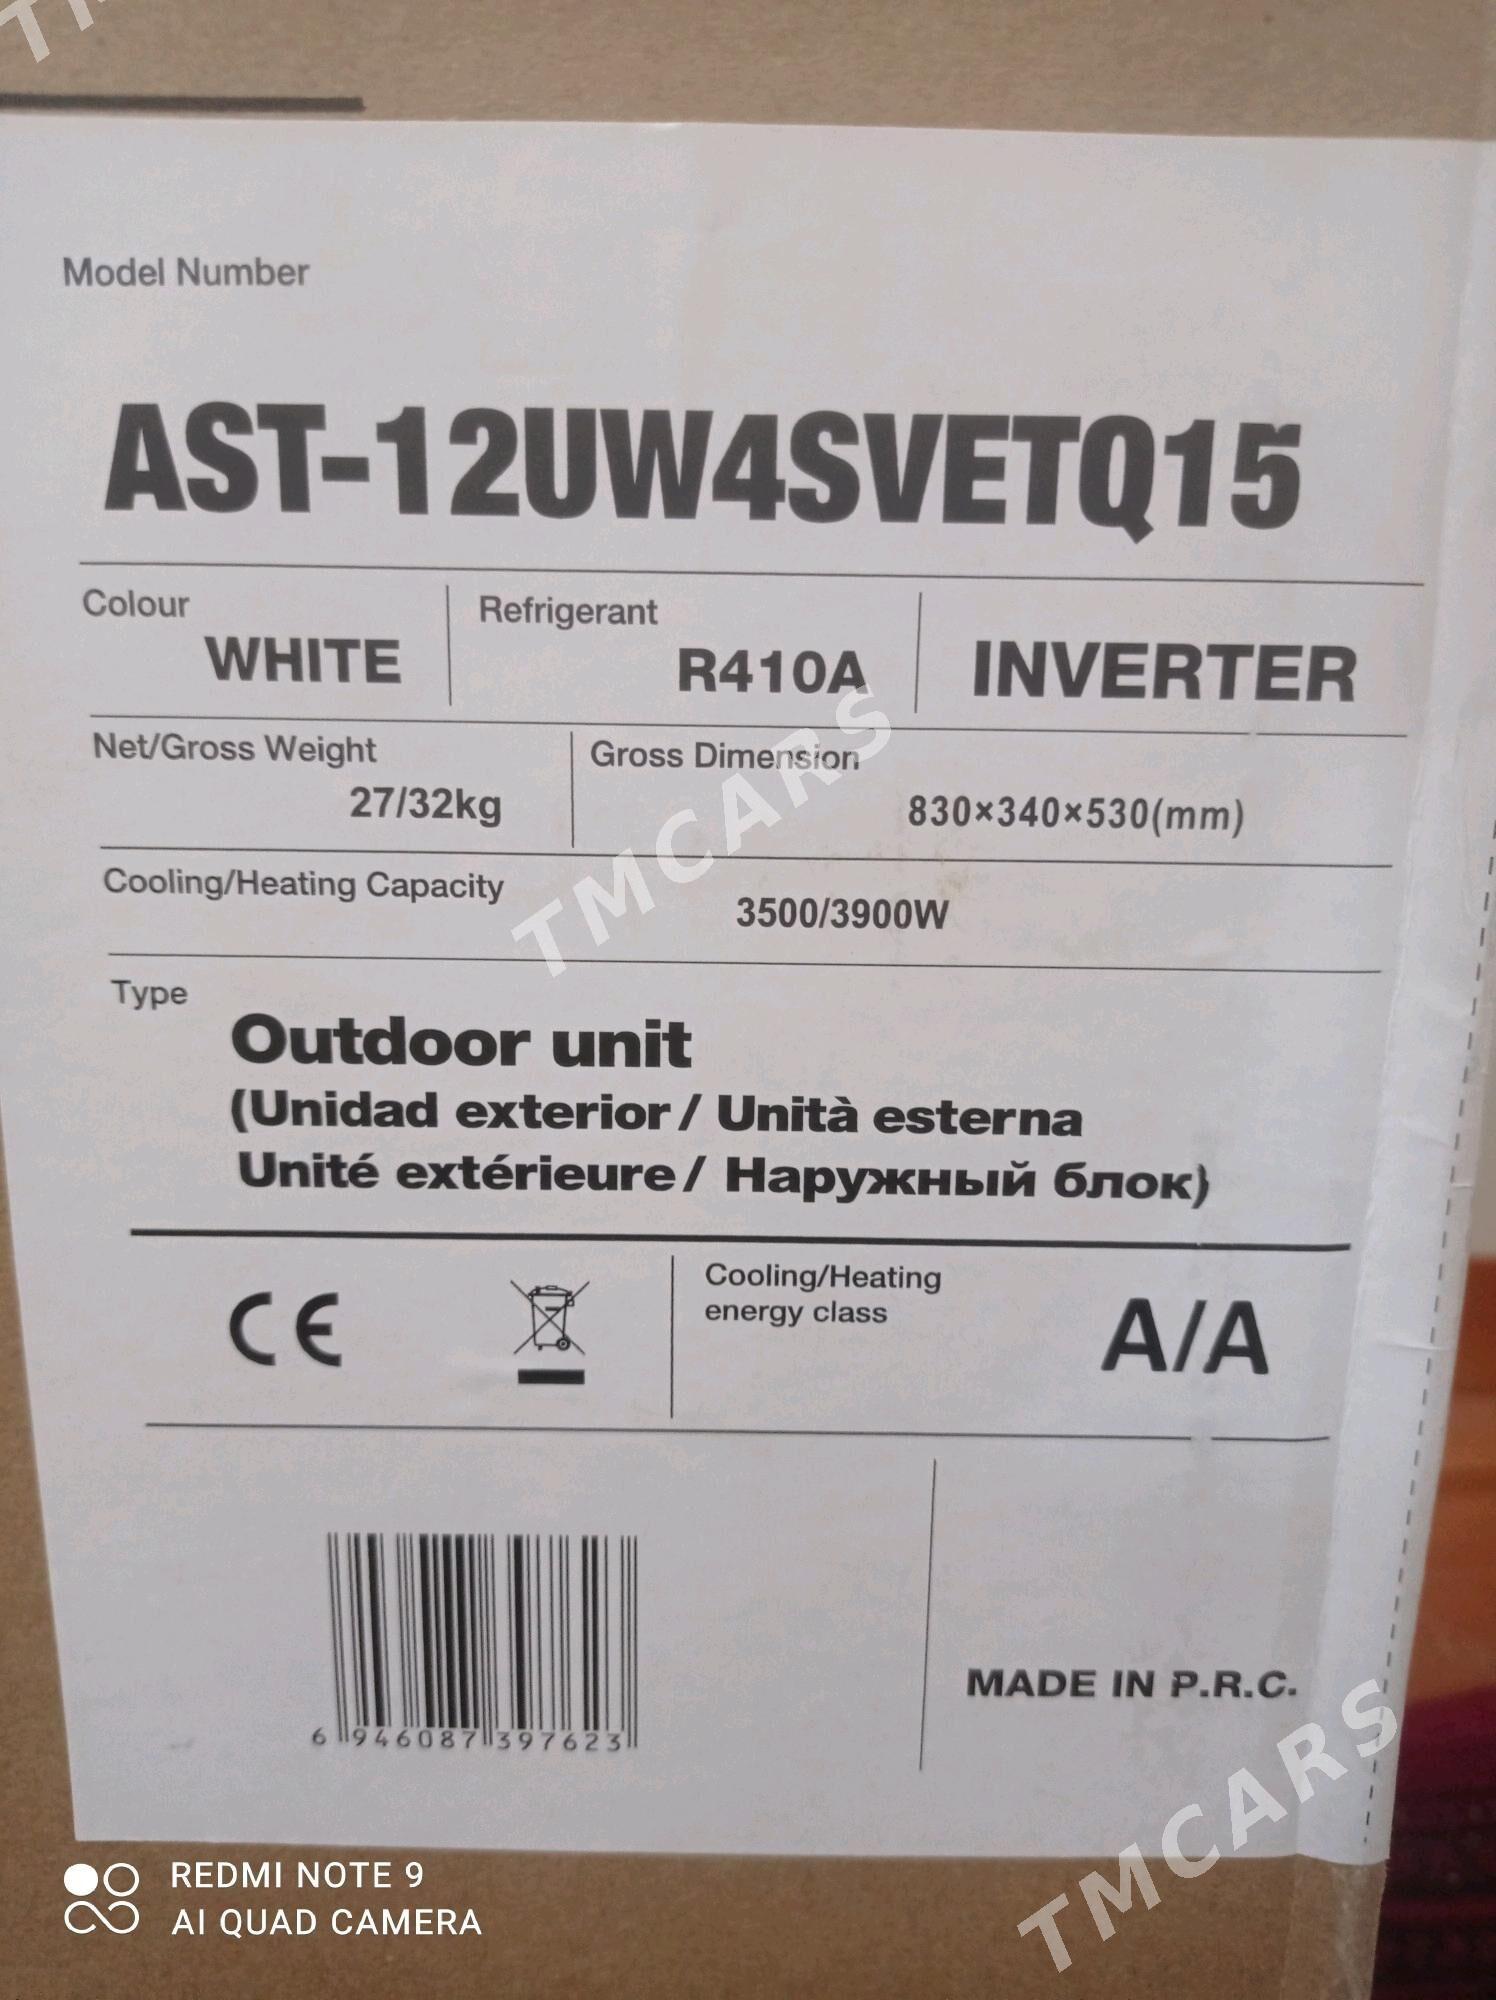 Model Number
AST-12UW4SVETQ15
Colour
WHITE
Refrigerant
R410A
INVERTER
Net/Gross Weight
27/32kg
Gross Dimension
830×340×530(mm)
Cooling/Heating Capacity
3500/3900W
Type
Outdoor unit
(Unidad exterior / Unità esterna
Unité extérieure / Наружный блок)
CE
Cooling/Heating
energy class
A/A
6 946087 397623
MADE IN P.R.C.
TMCARS
TMCARS
REDMI NOTE 9
AI QUAD CAMERA